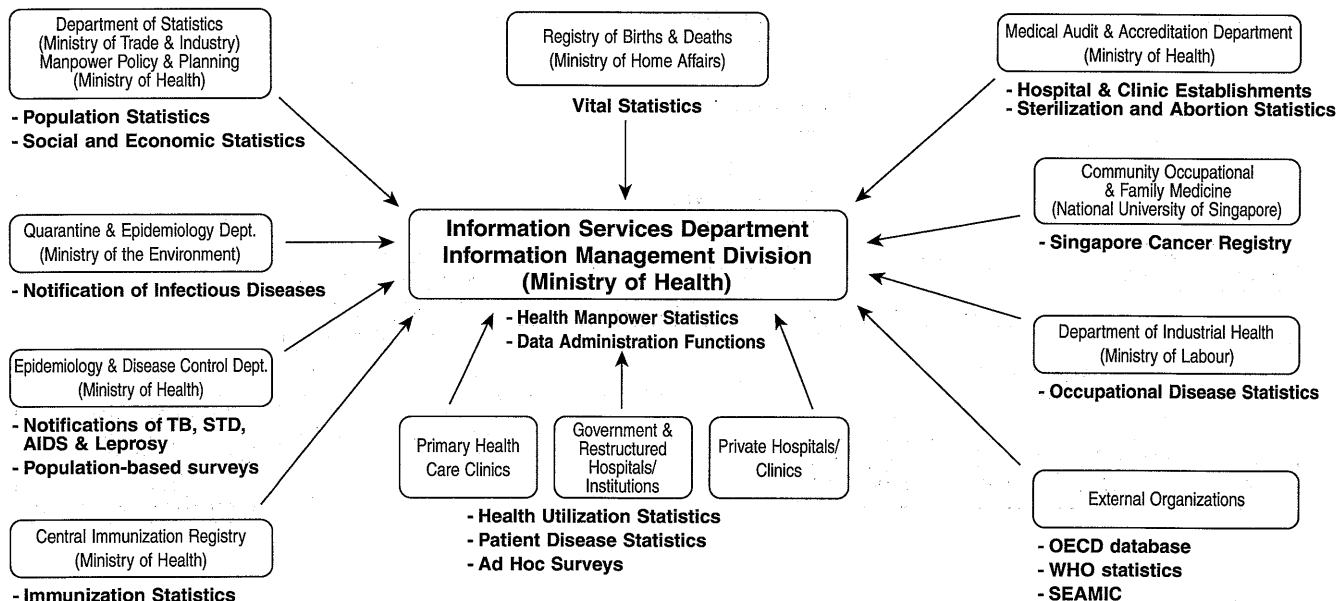 Department of Statistics
(Ministry of Trade & Industry)
Manpower Policy & Planning
(Ministry of Health)
- Population Statistics
- Social and Economic Statistics
Registry of Births & Deaths
(Ministry of Home Affairs)
Vital Statistics
Medical Audit & Accreditation Department
(Ministry of Health)
- Hospital & Clinic Establishments
- Sterilization and Abortion Statistics
Quarantine & Epidemiology Dept.
(Ministry of the Environment)
- Notification of Infectious Diseases
Information Services Department
Information Management Division
(Ministry of Health)
- Health Manpower Statistics
- Data Administration Functions
Community Occupational
& Family Medicine
(National University of Singapore)
- Singapore Cancer Registry
Epidemiology & Disease Control Dept.
(Ministry of Health)
- Notifications of TB, STD,
AIDS & Leprosy
- Population-based surveys
Department of Industrial Health
(Ministry of Labour)
- Occupational Disease Statistics
Primary Health
Care Clinics
Government &
Restructured
Hospitals/
Institutions
Private Hospitals/
Clinics
- Health Utilization Statistics
- Patient Disease Statistics
- Ad Hoc Surveys
Central Immunization Registry
(Ministry of Health)
- Immunization Statistics
External Organizations
- OECD database
- WHO statistics
- SEAMIC